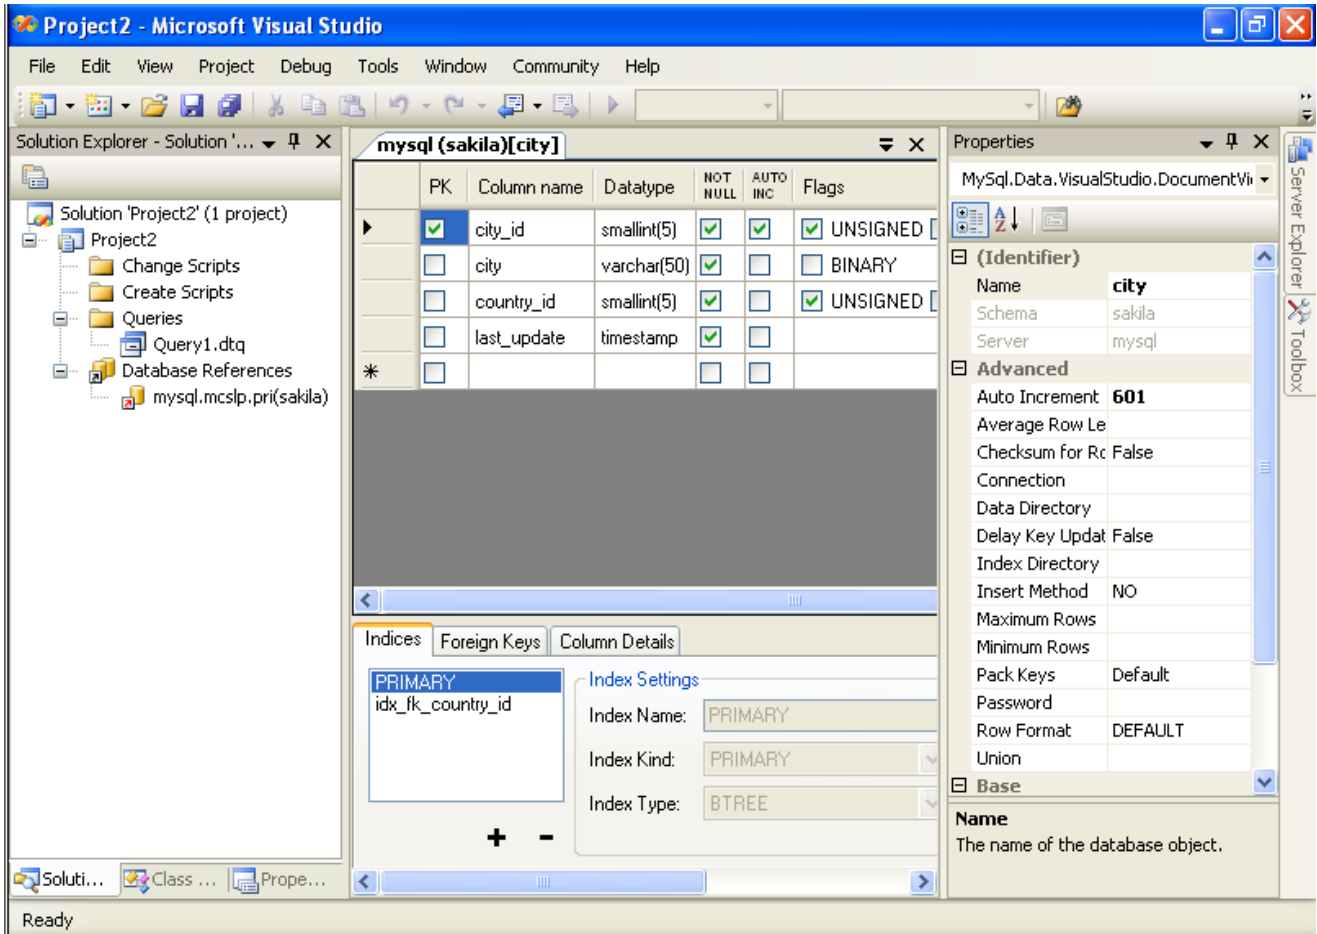 Project2 - Microsoft Visual Studio
File Edit View Project Debug Tools Window Community Help
Solution Explorer - Solution '...
Solution 'Project2' (1 project)
Project2
Change Scripts
Create Scripts
Queries
Query1.dtq
Database References
mysql.mcslp.pri(sakila)
Soluti... Class ... Prope...
mysql (sakila)[city]
PK Column name Datatype NOT NULL AUTO INC Flags
city_id smallint(5) UNSIGNED
city varchar(50) BINARY
country_id smallint(5) UNSIGNED
last_update timestamp
Indices Foreign Keys Column Details
PRIMARY
idx_fk_country_id
Index Settings
Index Name: PRIMARY
Index Kind: PRIMARY
Index Type: BTREE
Properties
MySql.Data.VisualStudio.DocumentVi
(Identifier)
Name city
Schema sakila
Server mysql
Advanced
Auto Increment 601
Average Row Le
Checksum for Rc False
Connection
Data Directory
Delay Key Updat False
Index Directory
Insert Method NO
Maximum Rows
Minimum Rows
Pack Keys Default
Password
Row Format DEFAULT
Union
Base
Name
The name of the database object.
Server Explorer
Toolbox
Ready